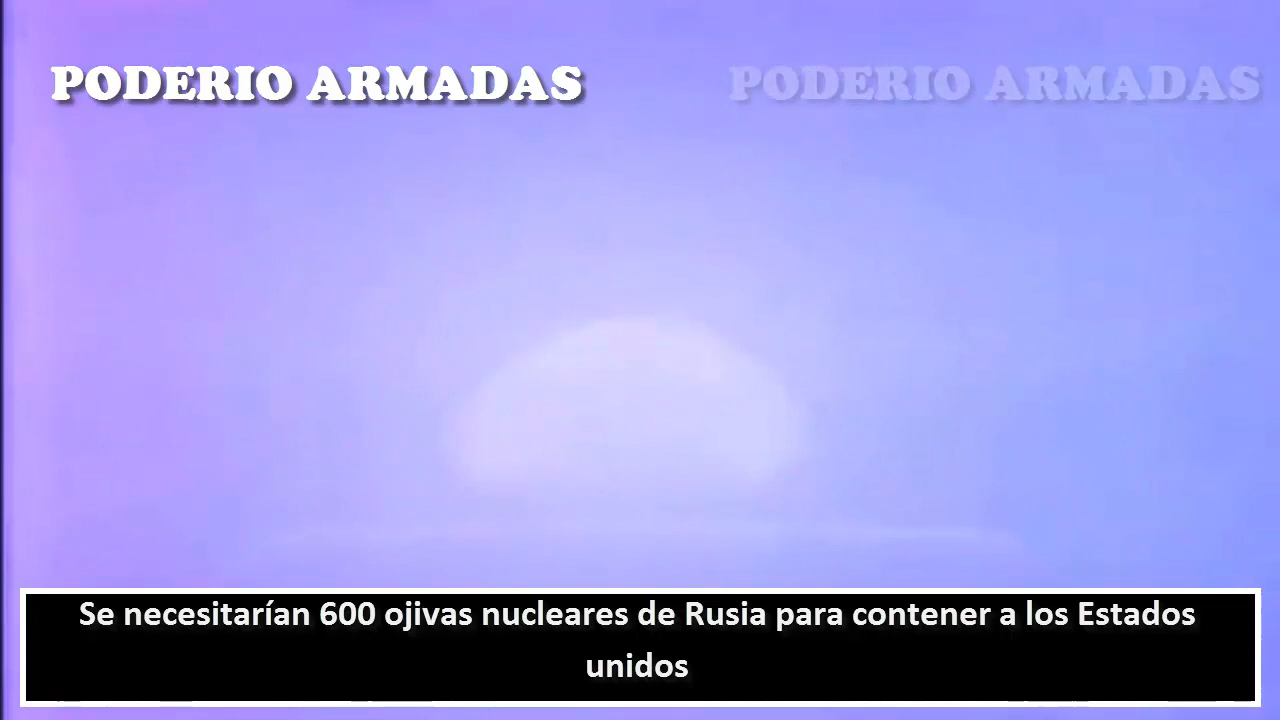 PODERIO ARMADAS PODERIO ARMADAS
Se necesitarían 600 ojivas nucleares de Rusia para contener a los Estados
unidos